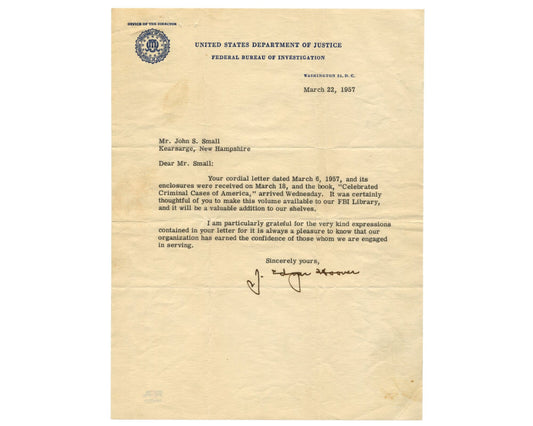 OFFICE OF THE DIRECTOR
UNITED STATES DEPARTMENT OF JUSTICE
FEDERAL BUREAU OF INVESTIGATION
WASHINGTON 25, D. C.
March 22, 1957
Mr. John S. Small
Kearsarge, New Hampshire
Dear Mr. Small:
Your cordial letter dated March 6, 1957, and its
enclosures were received on March 18, and the book, "Celebrated
Criminal Cases of America," arrived Wednesday. It was certainly
thoughtful of you to make this volume available to our FBI Library,
and it will be a valuable addition to our shelves.
I am particularly grateful for the very kind expressions
contained in your letter for it is always a pleasure to know that our
organization has earned the confidence of those whom we are engaged
in serving.
Sincerely yours,
J. Edgar Hoover